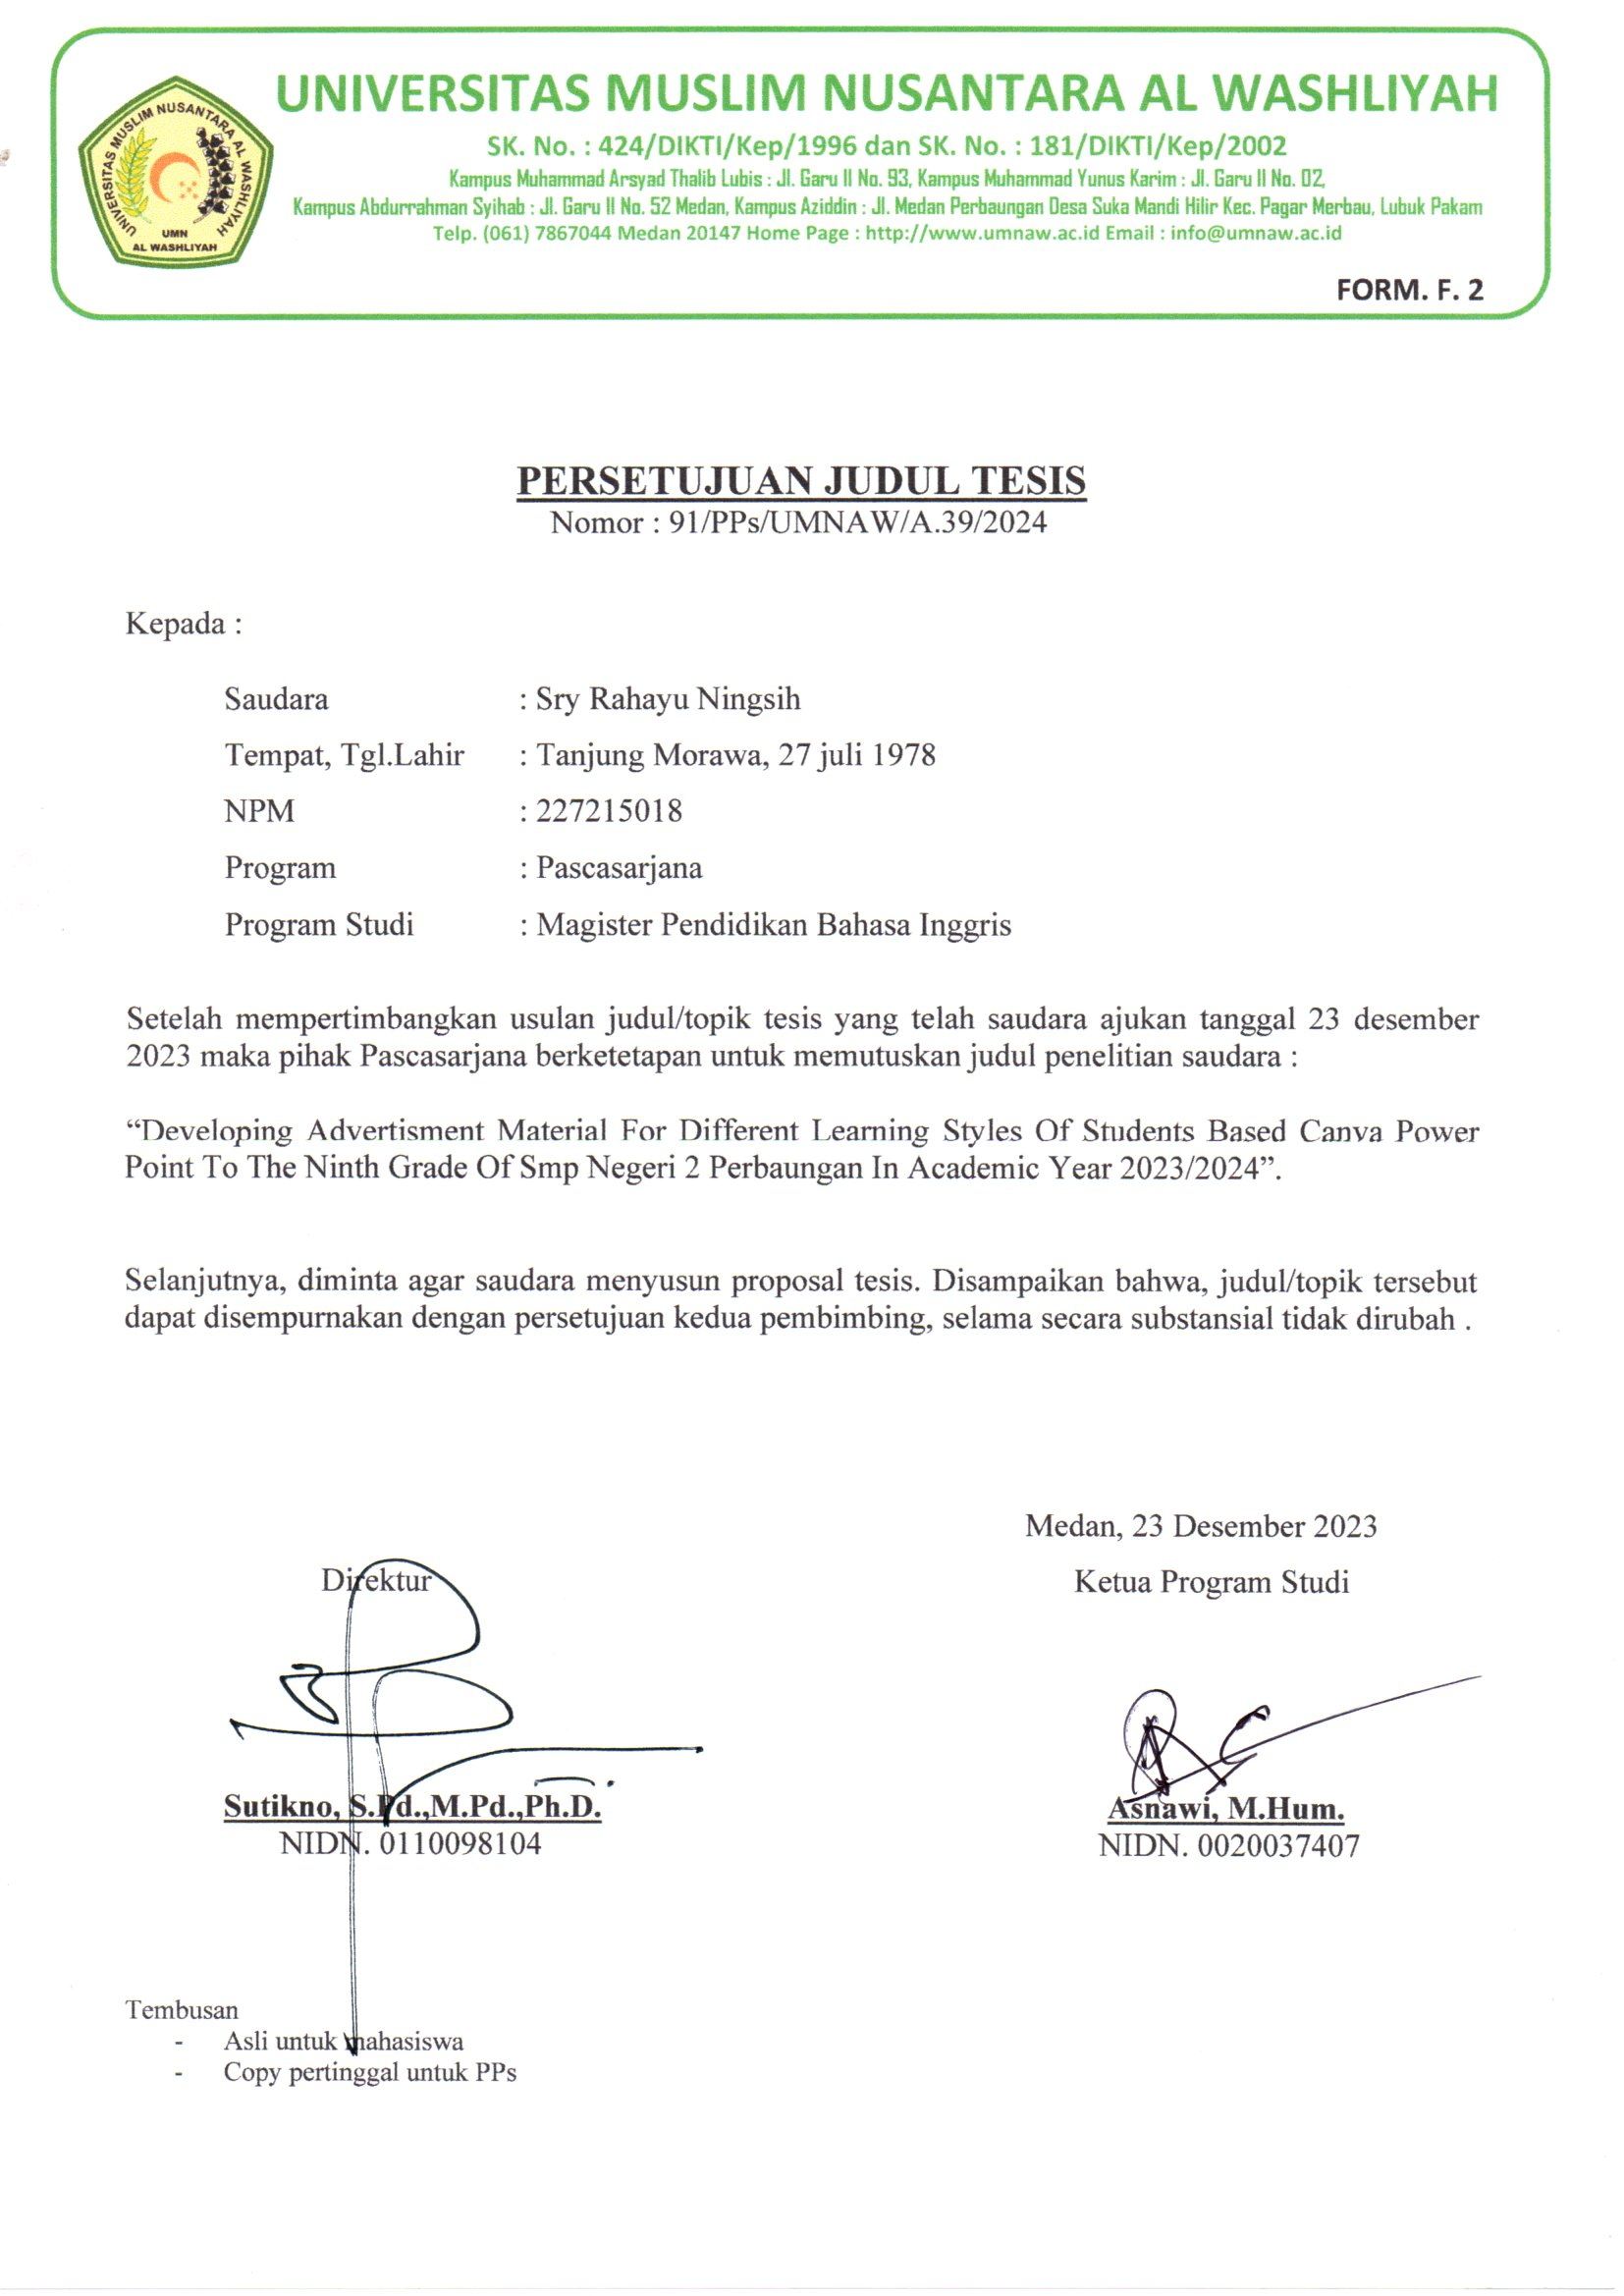 UNIVERSITAS MUSLIM NUSANTARA AL WASHLIYAH
UMN
AL WASHLIYAH
UNIVERSITAS MUSLIM NUSANTARA AL WASHLIYAH
SK. No. : 424/DIKTI/Kep/1996 dan SK. No. : 181/DIKTI/Kep/2002
Kampus Muhammad Arsyad Thalib Lubis : Jl. Garu II No. 93, Kampus Muhammad Yunus Karim : Jl. Garu II No. 02,
Kampus Abdurrahman Syihab : Jl. Garu II No. 52 Medan, Kampus Aziddin : Jl. Medan Perbaungan Desa Suka Mandi Hilir Kec. Pagar Merbau, Lubuk Pakam
Telp. (061) 7867044 Medan 20147 Home Page : http://www.umnaw.ac.id Email : info@umnaw.ac.id
FORM. F. 2
PERSETUJUAN JUDUL TESIS
Nomor : 91/PPs/UMNAW/A.39/2024
Kepada :
Saudara : Sry Rahayu Ningsih
Tempat, Tgl.Lahir : Tanjung Morawa, 27 juli 1978
NPM : 227215018
Program : Pascasarjana
Program Studi : Magister Pendidikan Bahasa Inggris
Setelah mempertimbangkan usulan judul/topik tesis yang telah saudara ajukan tanggal 23 desember
2023 maka pihak Pascasarjana berketetapan untuk memutuskan judul penelitian saudara :
“Developing Advertisment Material For Different Learning Styles Of Students Based Canva Power
Point To The Ninth Grade Of Smp Negeri 2 Perbaungan In Academic Year 2023/2024”.
Selanjutnya, diminta agar saudara menyusun proposal tesis. Disampaikan bahwa, judul/topik tersebut
dapat disempurnakan dengan persetujuan kedua pembimbing, selama secara substansial tidak dirubah .
Medan, 23 Desember 2023
Direktur
Ketua Program Studi
Sutikno, S.Pd.,M.Pd.,Ph.D.
NIDN. 0110098104
Asnawi, M.Hum.
NIDN. 0020037407
Tembusan
- Asli untuk mahasiswa
- Copy pertinggal untuk PPs